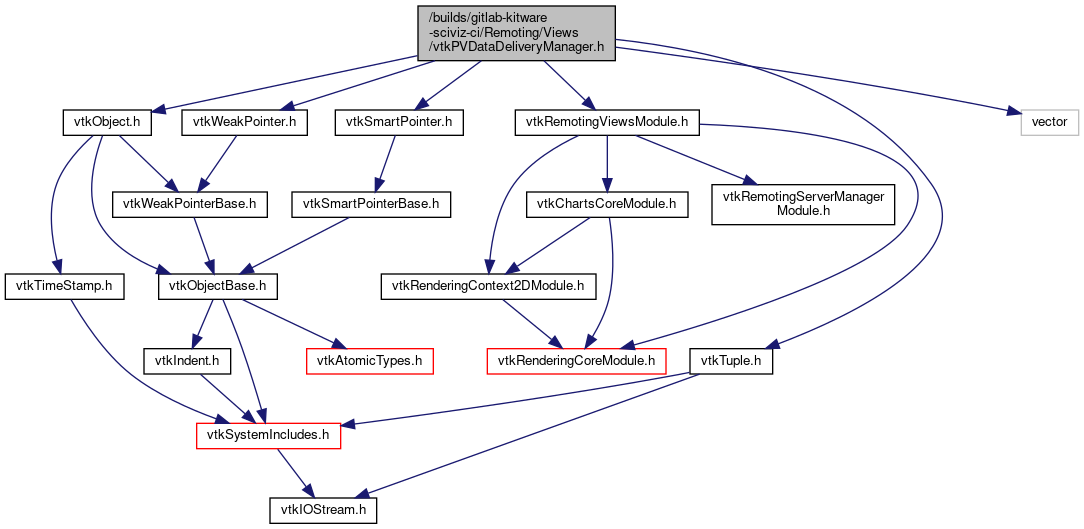 /builds/gitlab-kitware
-sciviz-ci/Remoting/Views
/vtkPVDataDeliveryManager.h
vtkObject.h
vtkWeakPointer.h
vtkSmartPointer.h
vtkRemotingViewsModule.h
vector
vtkWeakPointerBase.h
vtkSmartPointerBase.h
vtkChartsCoreModule.h
vtkRemotingServerManager
Module.h
vtkTimeStamp.h
vtkObjectBase.h
vtkRenderingContext2DModule.h
vtkIndent.h
vtkAtomicTypes.h
vtkRenderingCoreModule.h
vtkTuple.h
vtkSystemIncludes.h
vtkIOStream.h